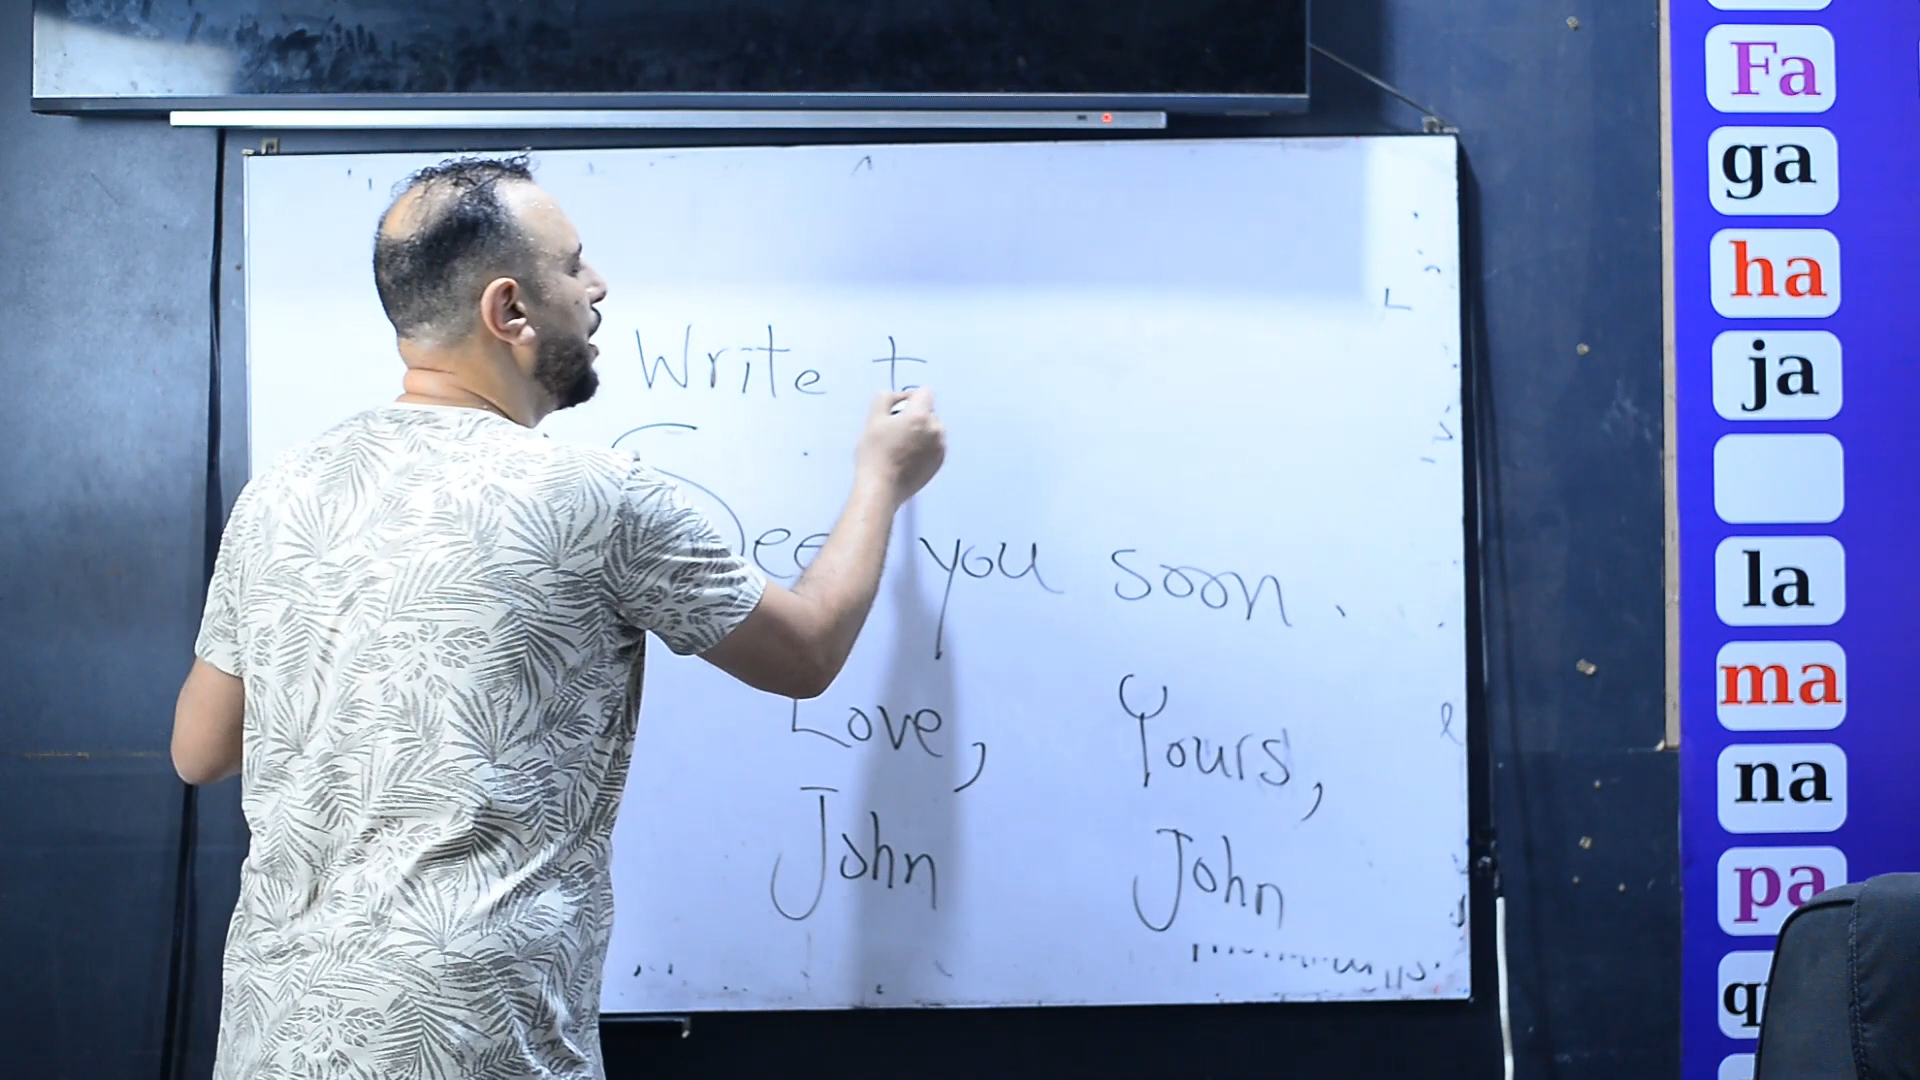 Write to
See you soon.
Love,
John
Yours,
John
Fa
ga
ha
ja
la
ma
na
pa